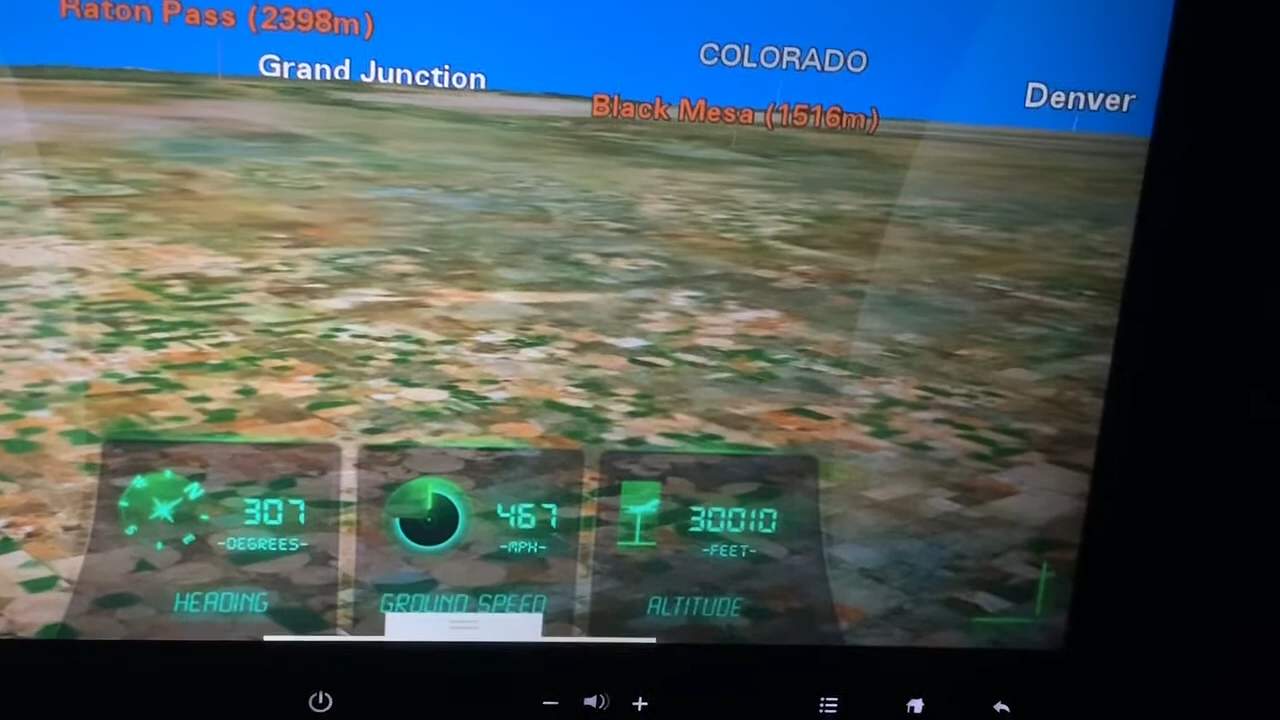 Raton Pass (2398m)
Grand Junction
COLORADO
Black Mesa (1516m)
Denver
307
-DEGREES-
HEADING
467
-MPH-
GROUND SPEED
30010
-FEET-
ALTITUDE